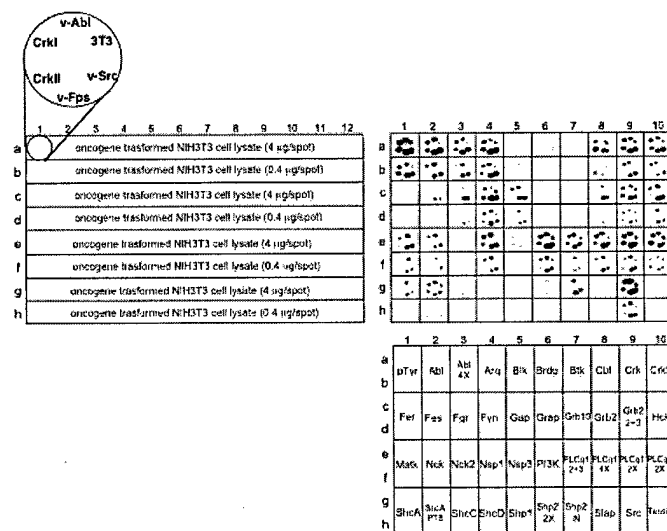 v-Abl
CrkI 3T3
CrkII v-Src
v-Fps
1 2 3 4 5 6 7 8 9 10 11 12
a oncogene trasformed NIH3T3 cell lysate (4 µg/spot)
b oncogene trasformed NIH3T3 cell lysate (0.4 µg/spot)
c oncogene trasformed NIH3T3 cell lysate (4 µg/spot)
d oncogene trasformed NIH3T3 cell lysate (0.4 µg/spot)
e oncogene trasformed NIH3T3 cell lysate (4 µg/spot)
f oncogene trasformed NIH3T3 cell lysate (0.4 µg/spot)
g oncogene trasformed NIH3T3 cell lysate (4 µg/spot)
h oncogene trasformed NIH3T3 cell lysate (0.4 µg/spot)
1 2 3 4 5 6 7 8 9 10
a
b
c
d
e
f
g
h
1 2 3 4 5 6 7 8 9 10
a
b
pTyr Abl Abl 4X Arg Blk Brdg Btk Cbl Crk
c
d
Fer Fes Fgr Fyn Gap Grap Grb10 Grb2 Grb2 2+3 Hck
e
f
Matk Nck Nck2 Nsp1 Nsp3 PI3K PLCg1 2+3 PLCg1 4X PLCg1 2X PLCg2 2X
g
h
ShcA ShcA PTB ShcC ShcD Shp1 Shp2 2X Shp2 N Slap Src